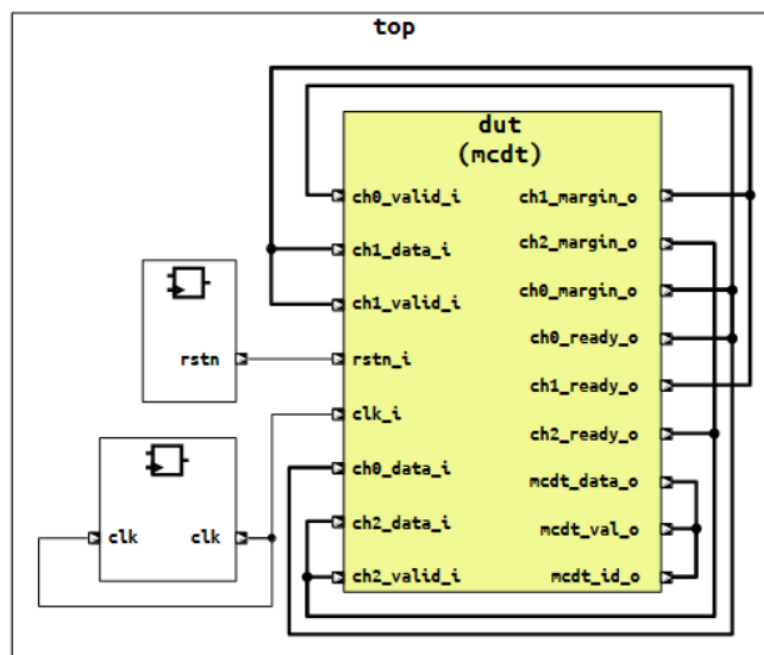 top
dut
(mcdt)
ch0_valid_i
ch1_data_i
ch1_valid_i
rstn_i
clk_i
ch0_data_i
ch2_data_i
ch2_valid_i
ch1_margin_o
ch2_margin_o
ch0_margin_o
ch0_ready_o
ch1_ready_o
ch2_ready_o
mcdt_data_o
mcdt_val_o
mcdt_id_o
rstn
clk clk